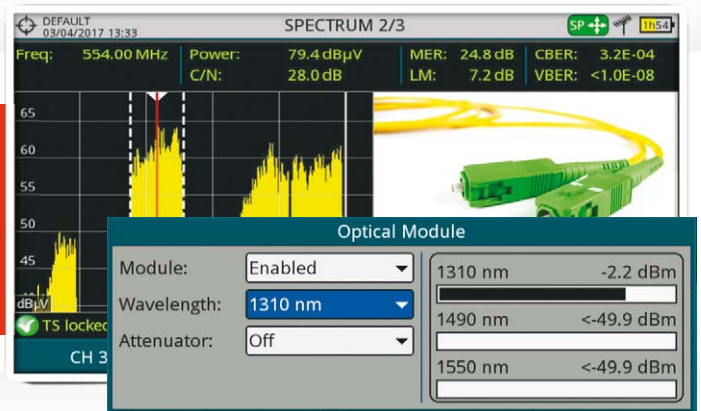 DEFAULT
03/04/2017 13:33
SPECTRUM 2/3
SP
1h54
Freq: 554.00 MHz Power: 79.4 dBµV MER: 24.8 dB CBER: 3.2E-04
C/N: 28.0 dB LM: 7.2 dB VBER: <1.0E-08
65
60
55
50
45
dBµV
TS locked
CH 3
Optical Module
Module: Enabled
Wavelength: 1310 nm
Attenuator: Off
1310 nm -2.2 dBm
1490 nm <-49.9 dBm
1550 nm <-49.9 dBm